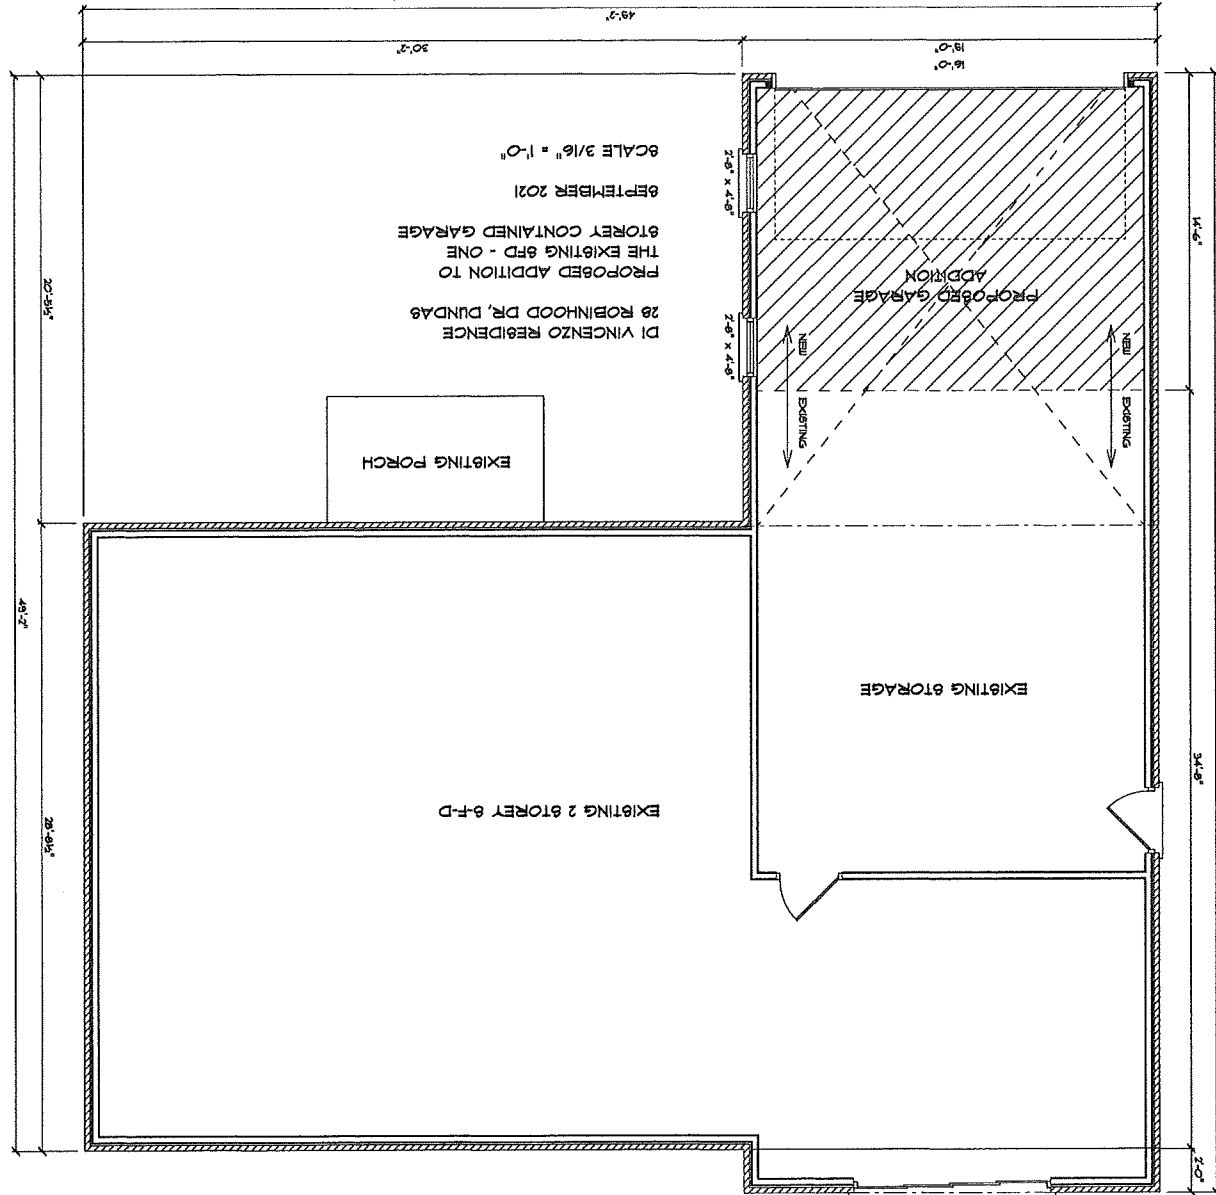 2'-0"
EXISTING 2 STOREY S-F-D
28'-8½"
34'-8"
EXISTING STORAGE
49'-2"
EXISTING PORCH
EXISTING
EXISTING
NEW
NEW
PROPOSED GARAGE
ADDITION
2'-8" x 4'-8"
2'-8" x 4'-8"
14'-6"
DI VINCENZO RESIDENCE
28 ROBINHOOD DR, DUNDAS
PROPOSED ADDITION TO
THE EXISTING SFD - ONE
STOREY CONTAINED GARAGE
SEPTEMBER 2021
SCALE 3/16" = 1'-0"
20'-5½"
16'-0"
19'-0"
30'-2"
49'-2"